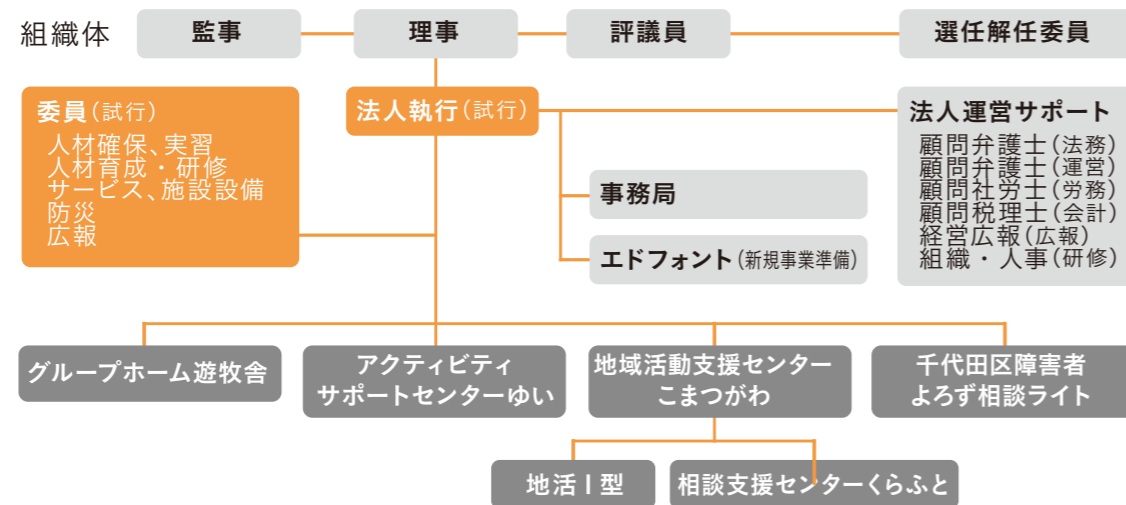 組織体
監事
理事
評議員
選任解任委員
委員(試行)
人材確保、実習
人材育成・研修
サービス、施設設備
防災
広報
法人執行(試行)
事務局
エドフォント(新規事業準備)
法人運営サポート
顧問弁護士(法務)
顧問弁護士(運営)
顧問社労士(労務)
顧問税理士(会計)
経営広報(広報)
組織・人事(研修)
グループホーム遊牧舎
アクティビティ
サポートセンターゆい
地域活動支援センター
こまつがわ
千代田区障害者
よろず相談ライト
地活Ⅰ型
相談支援センターくらふと